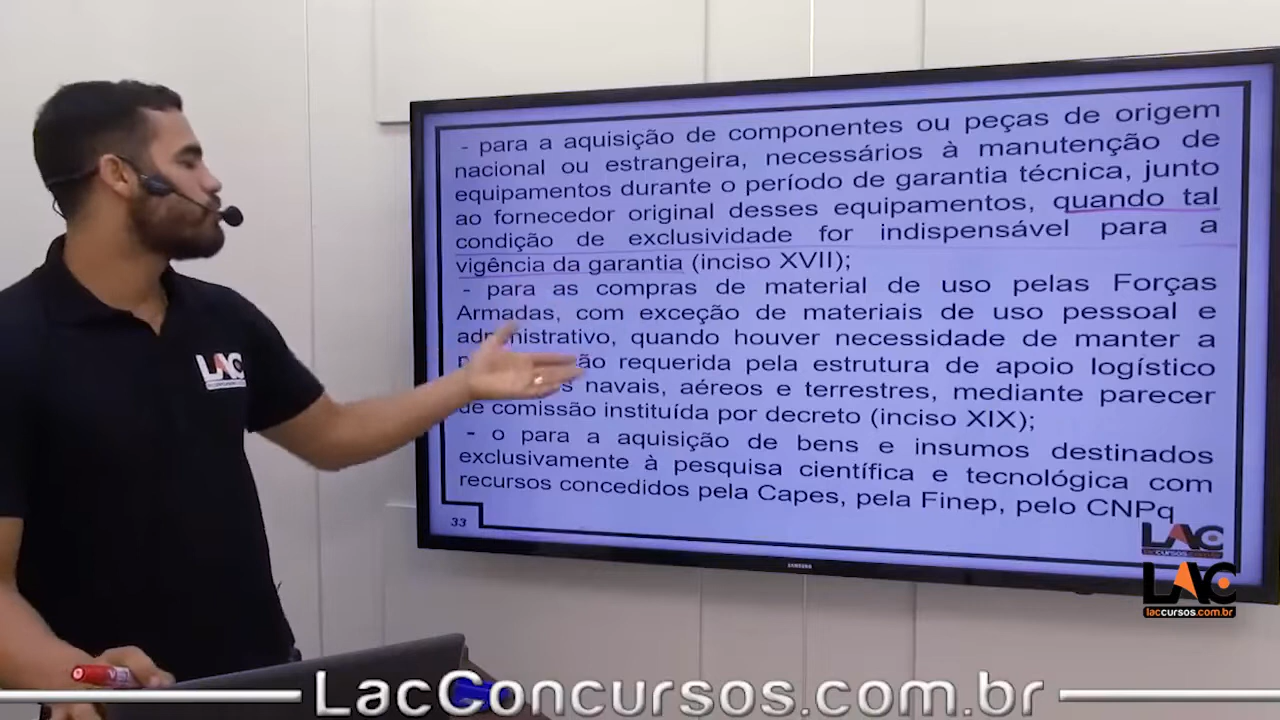 - para a aquisição de componentes ou peças de origem
nacional ou estrangeira, necessários à manutenção de
equipamentos durante o período de garantia técnica, junto
ao fornecedor original desses equipamentos, quando tal
condição de exclusividade for indispensável para a
vigência da garantia (inciso XVII);
- para as compras de material de uso pelas Forças
Armadas, com exceção de materiais de uso pessoal e
administrativo, quando houver necessidade de manter a
requerida pela estrutura de apoio logístico
navais, aéreos e terrestres, mediante parecer
de comissão instituída por decreto (inciso XIX);
- o para a aquisição de bens e insumos destinados
exclusivamente à pesquisa científica e tecnológica com
recursos concedidos pela Capes, pela Finep, pelo CNPq
33
LAC
laccursos.com.br
SAMSUNG
LAC
laccursos.com.br
LAC
LacConcursos.com.br